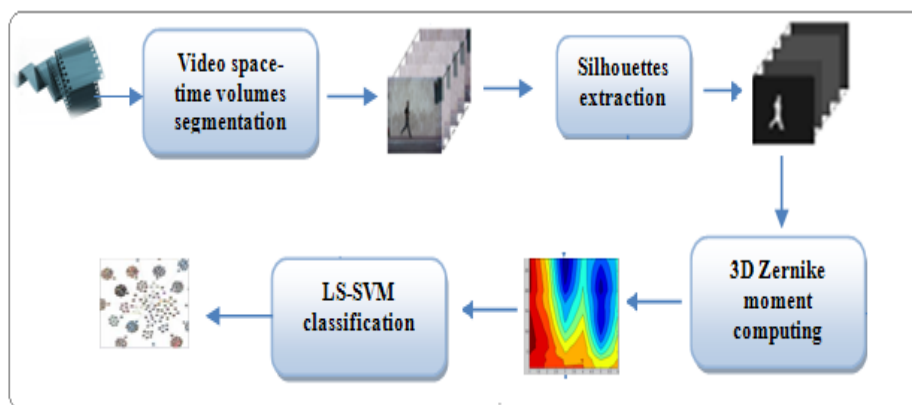 Video space-
time volumes
segmentation
Silhouettes
extraction
3D Zernike
moment
computing
LS-SVM
classification